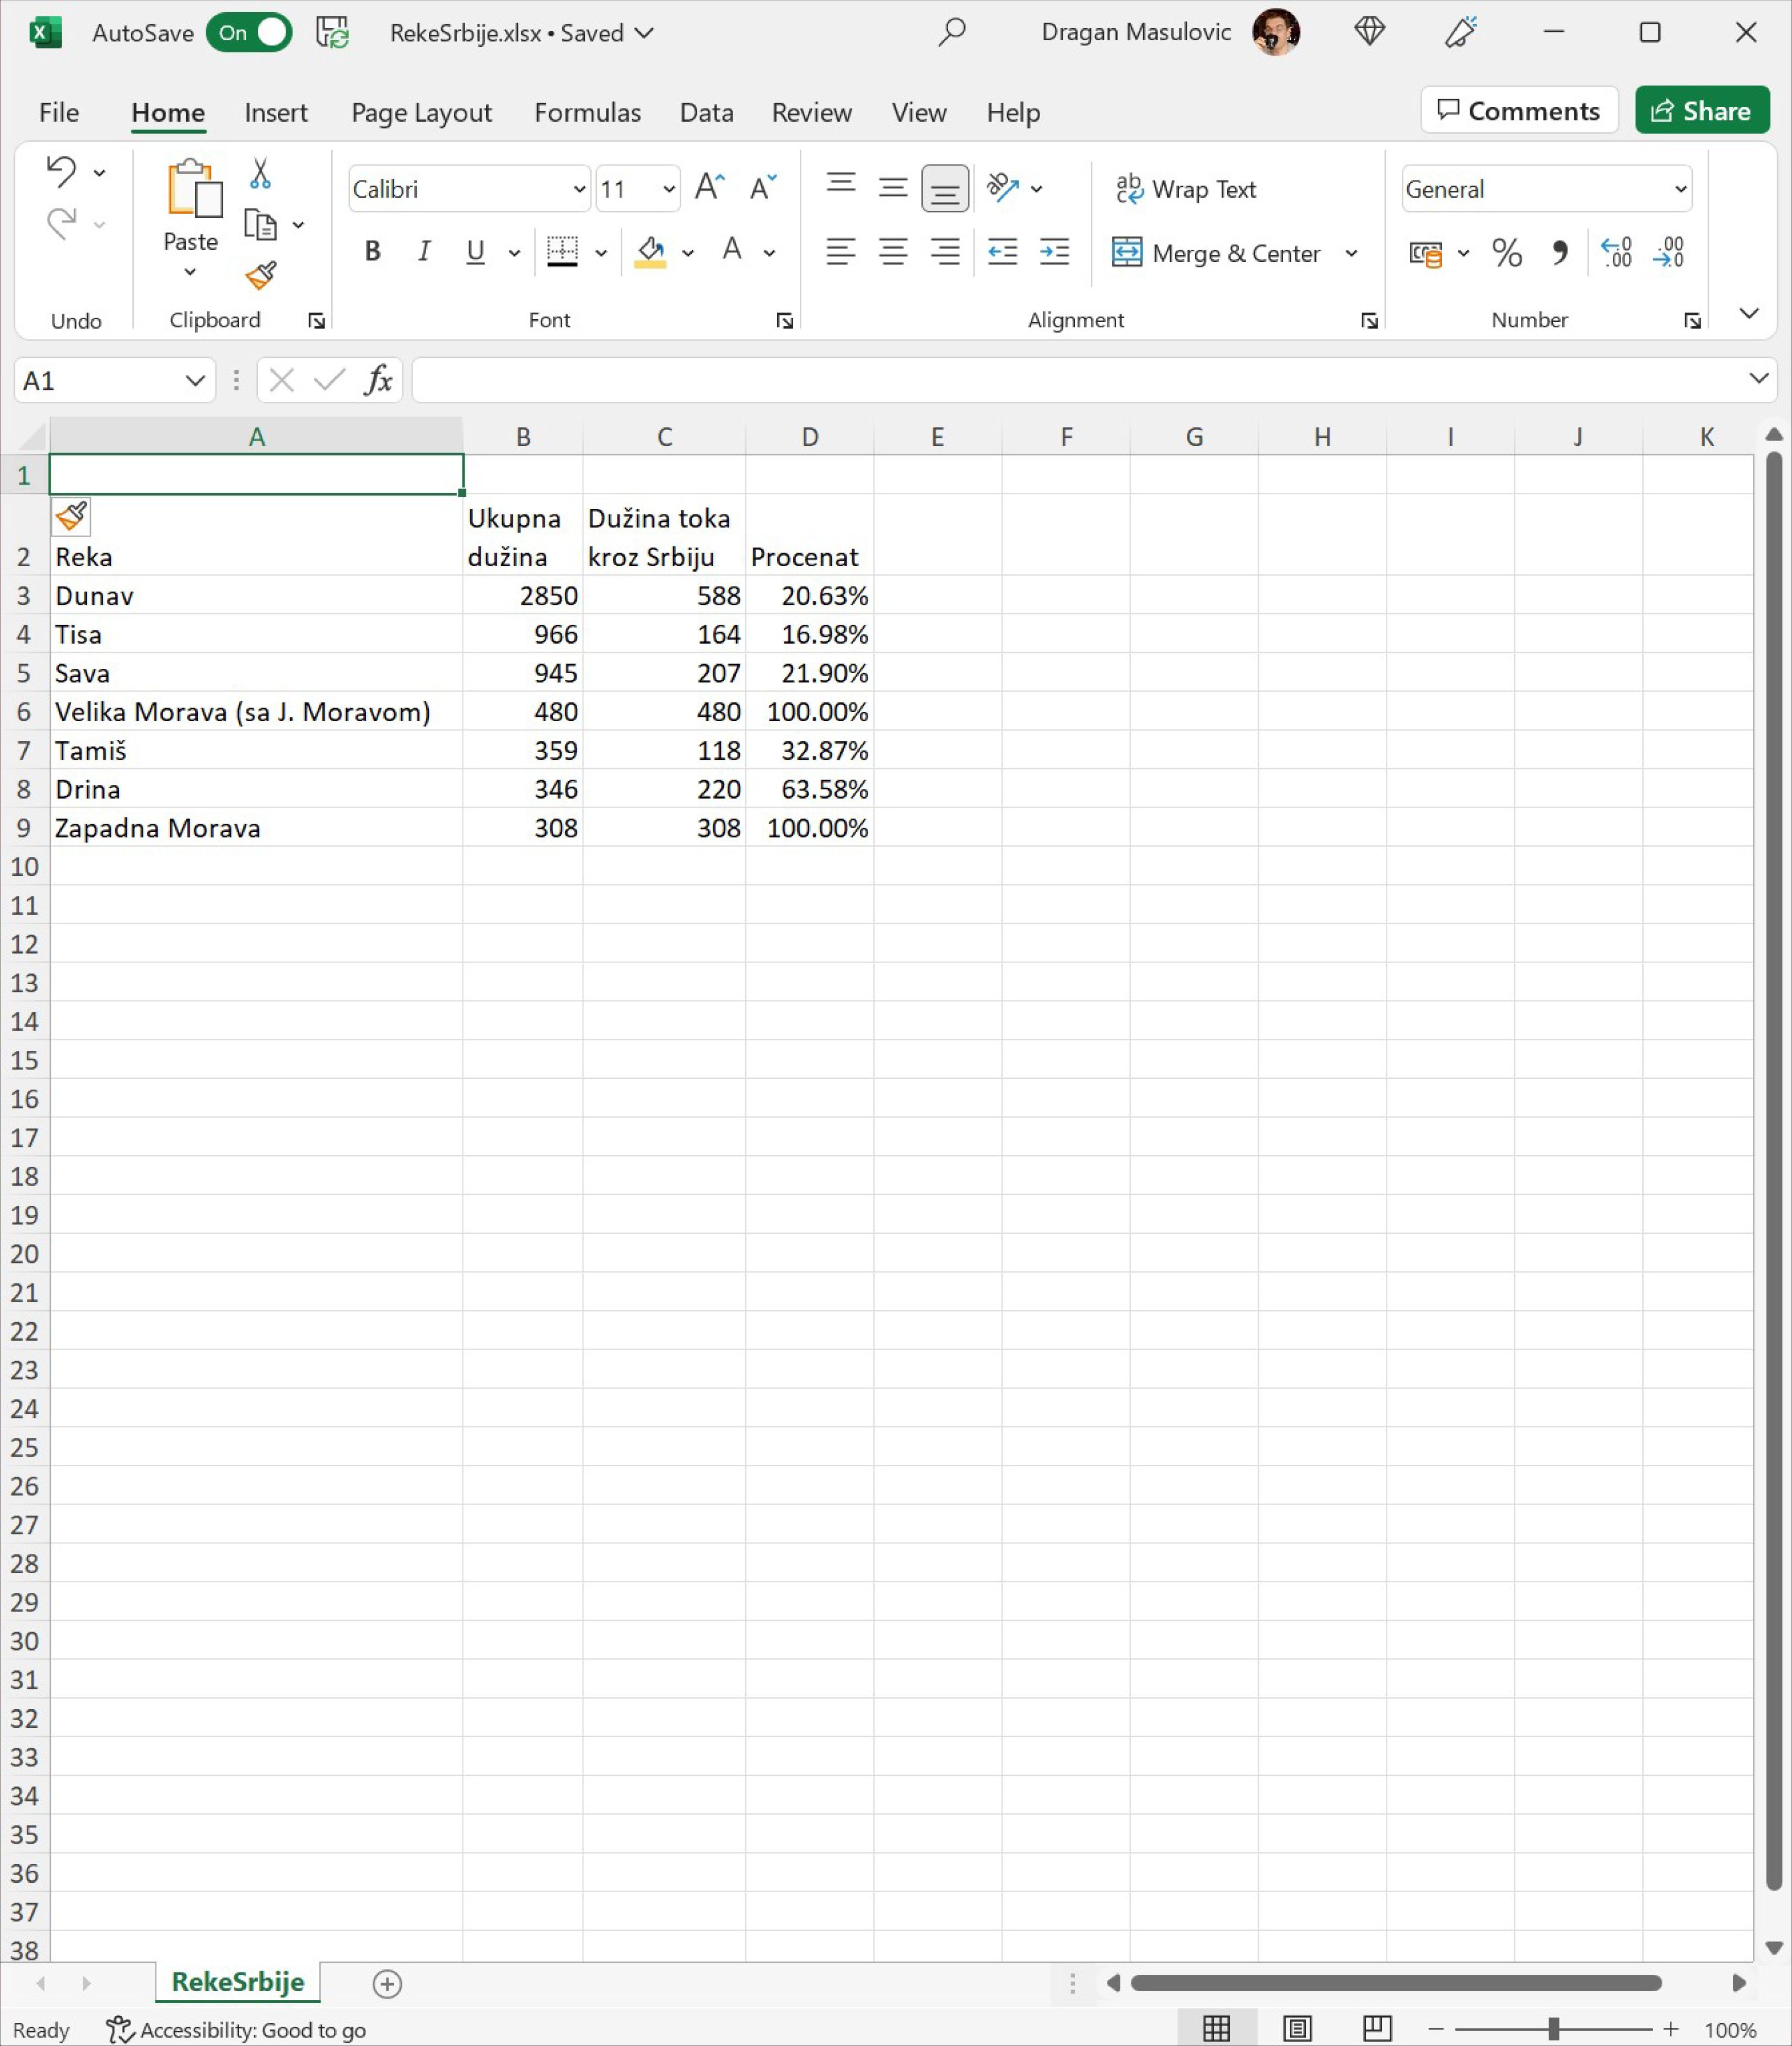 AutoSave On RekeSrbije.xlsx • Saved Dragan Masulovic
File Home Insert Page Layout Formulas Data Review View Help Comments Share
Calibri 11 Wrap Text General
Paste B I U A Merge & Center % 
Undo Clipboard Font Alignment Number
A1 fx
A B C D E F G H I J K
1
Ukupna Dužina toka
2 Reka dužina kroz Srbiju Procenat
3 Dunav 2850 588 20.63%
4 Tisa 966 164 16.98%
5 Sava 945 207 21.90%
6 Velika Morava (sa J. Moravom) 480 480 100.00%
7 Tamiš 359 118 32.87%
8 Drina 346 220 63.58%
9 Zapadna Morava 308 308 100.00%
10
11
12
13
14
15
16
17
18
19
20
21
22
23
24
25
26
27
28
29
30
31
32
33
34
35
36
37
38
RekeSrbije
Ready Accessibility: Good to go 100%